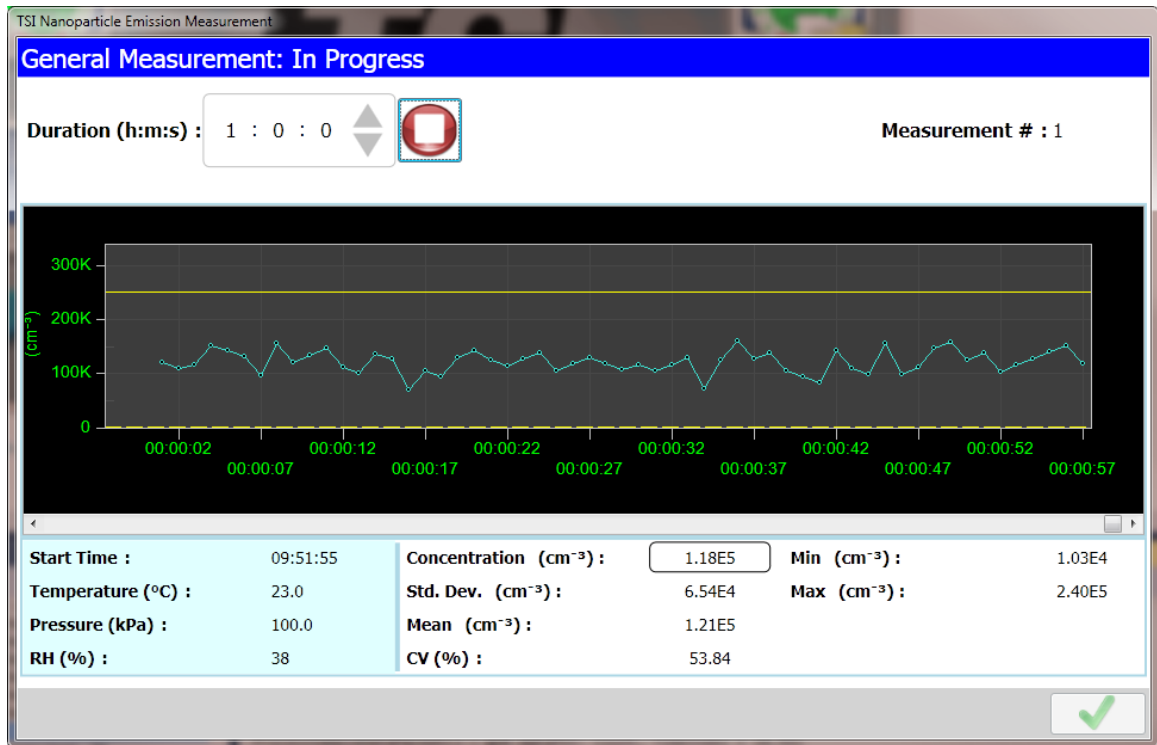 TSI Nanoparticle Emission Measurement
General Measurement: In Progress
Duration (h:m:s) : 1 : 0 : 0
Measurement # : 1
300K
200K
100K
0
(cm⁻³)
00:00:02 00:00:12 00:00:22 00:00:32 00:00:42 00:00:52
00:00:07 00:00:17 00:00:27 00:00:37 00:00:47 00:00:57
Start Time : 09:51:55
Temperature (ºC) : 23.0
Pressure (kPa) : 100.0
RH (%) : 38
Concentration (cm⁻³) : 1.18E5
Std. Dev. (cm⁻³) : 6.54E4
Mean (cm⁻³) : 1.21E5
CV (%) : 53.84
Min (cm⁻³) : 1.03E4
Max (cm⁻³) : 2.40E5